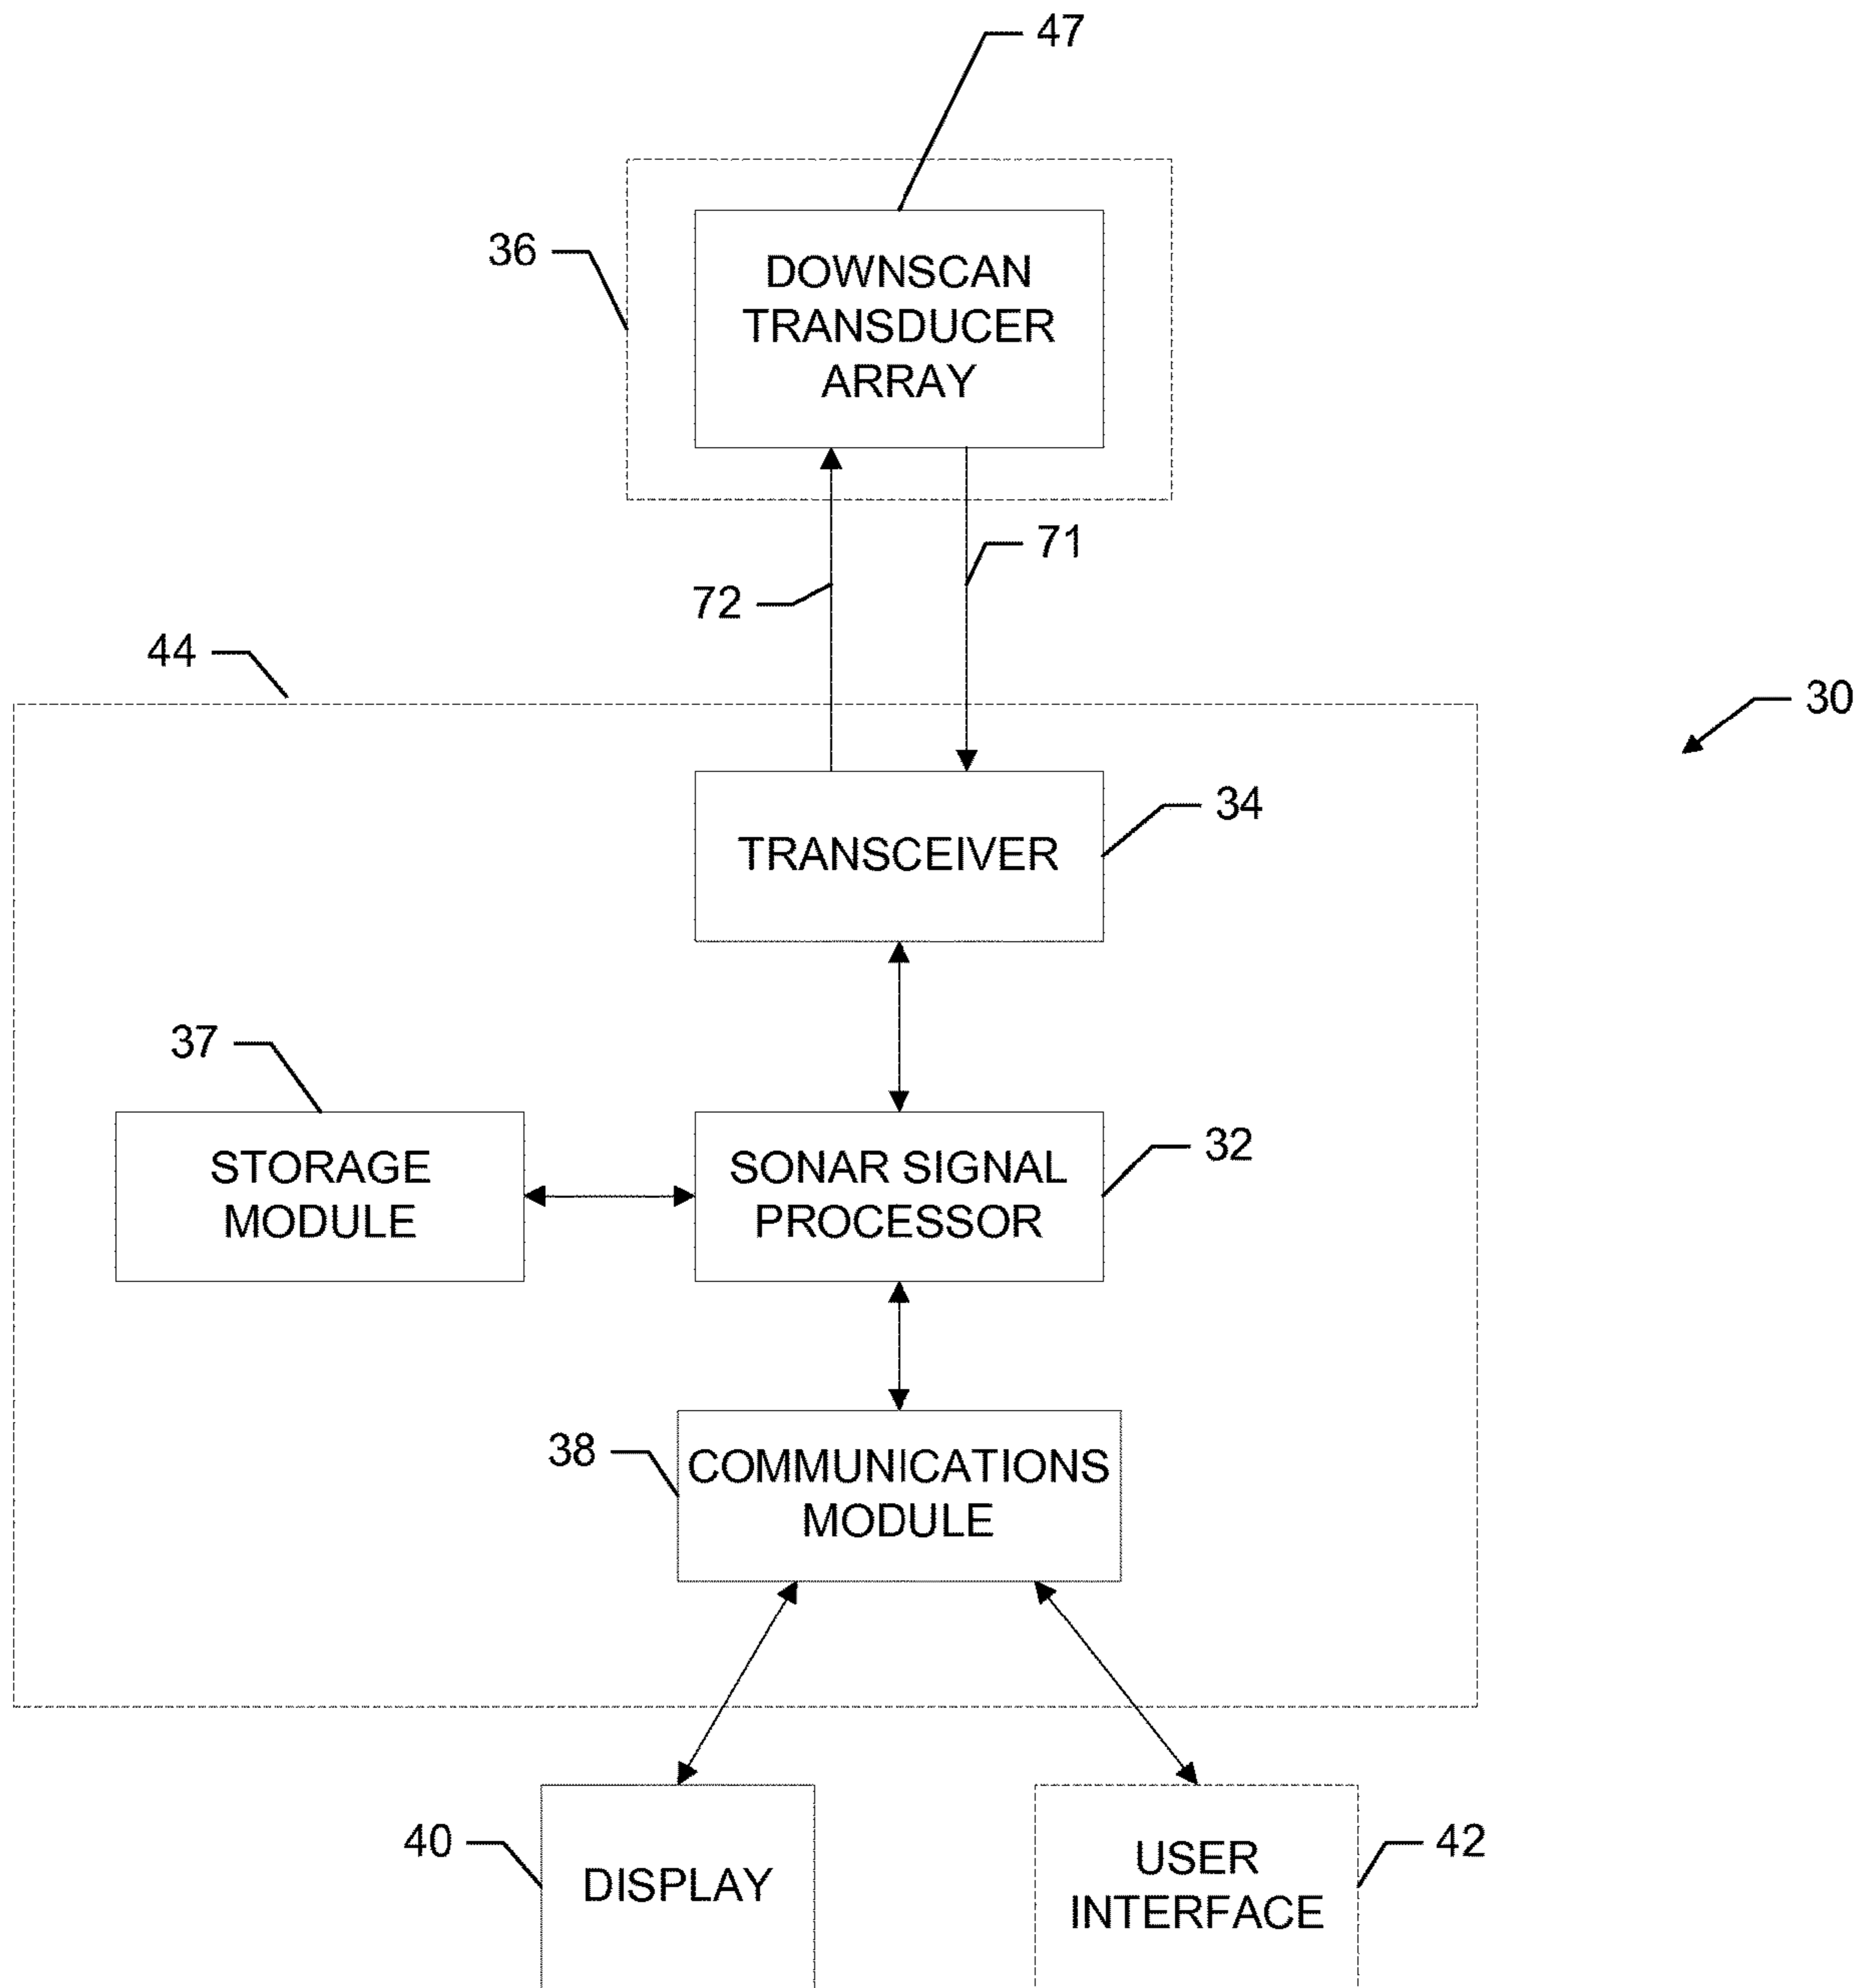 47
36
DOWNSCAN
TRANSDUCER
ARRAY
71
72
44
30
34
TRANSCEIVER
37
STORAGE
MODULE
32
SONAR SIGNAL
PROCESSOR
38
COMMUNICATIONS
MODULE
40
DISPLAY
USER
INTERFACE
42